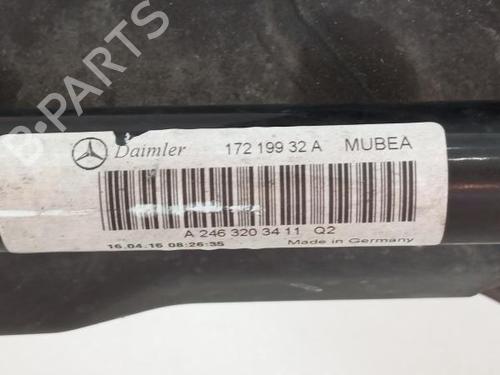 B-PARTS
Daimler 172 199 32 A MUBEA
A 246 320 34 11 Q2
16.04.16 08:26:35 Made in Germany